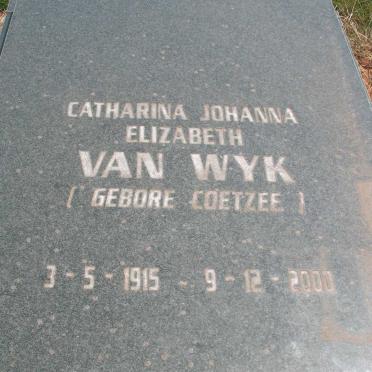 CATHARINA JOHANNA
ELIZABETH
VAN WYK
( GEBORE COETZEE )
3 - 5 - 1915 - 9 - 12 - 2000